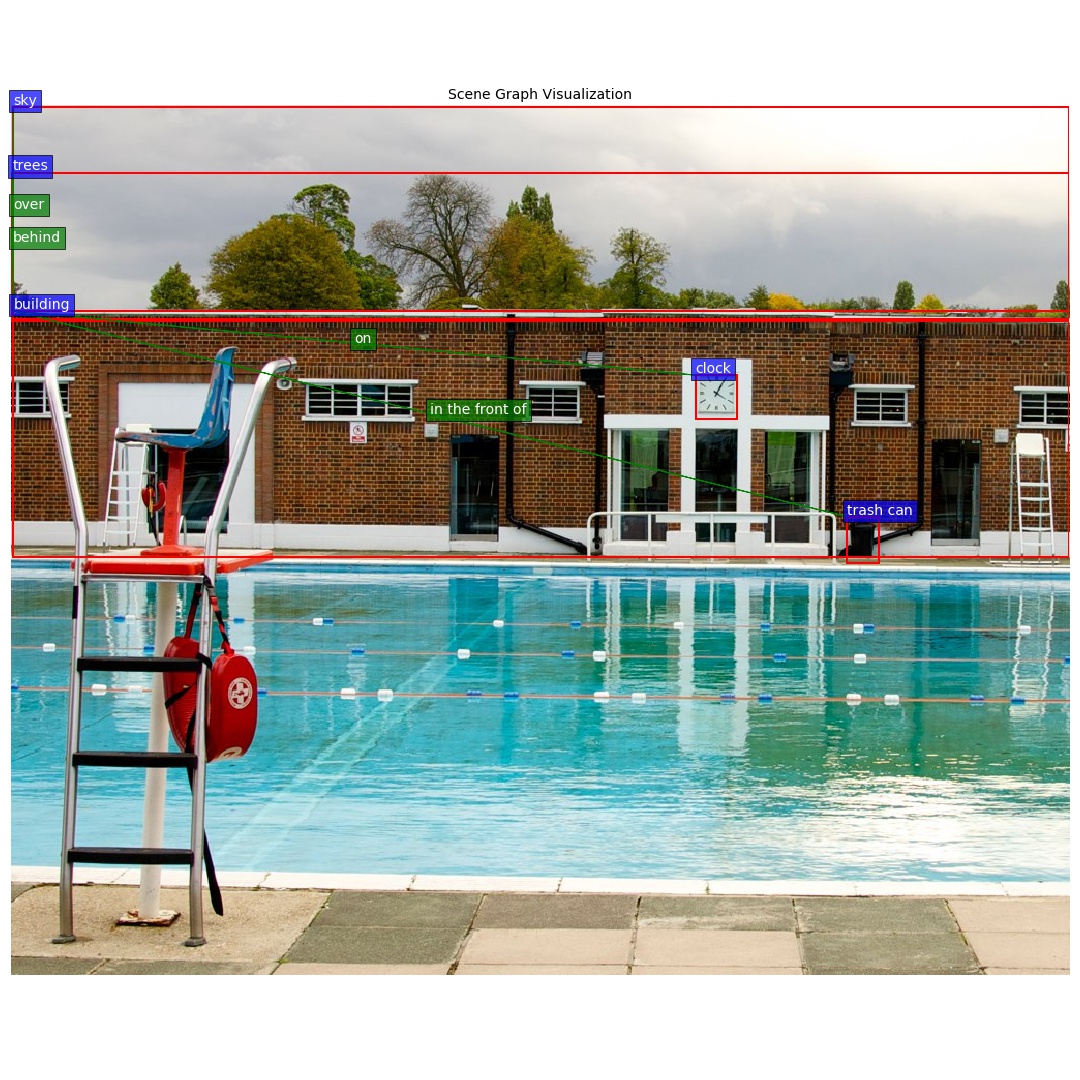 Scene Graph Visualization
sky
trees
over
behind
building
on
clock
in the front of
trash can